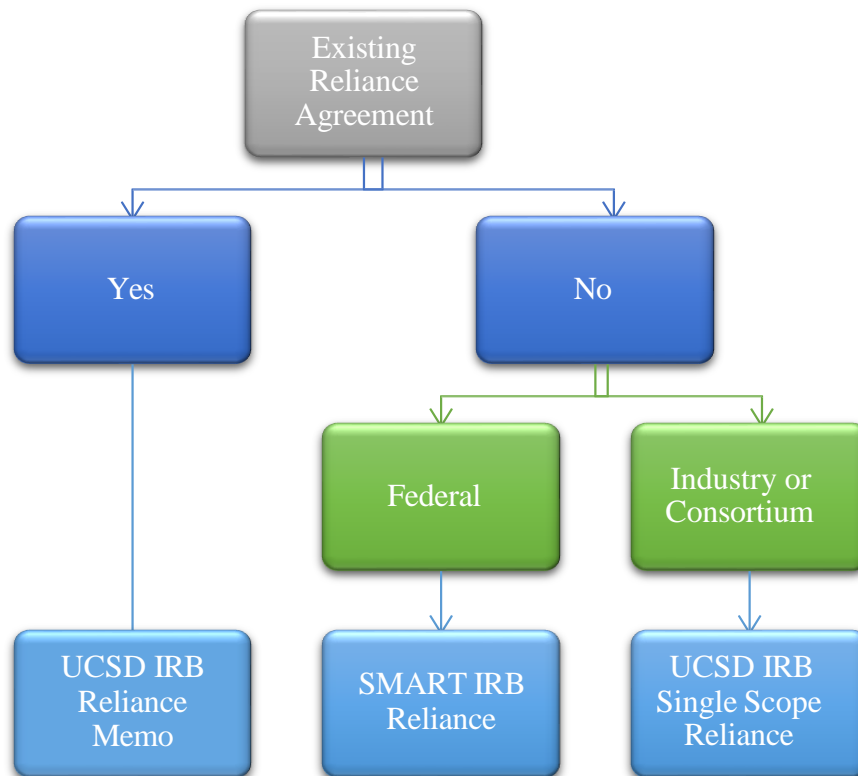 Existing
Reliance
Agreement
Yes
No
Federal
Industry or
Consortium
UCSD IRB
Reliance
Memo
SMART IRB
Reliance
UCSD IRB
Single Scope
Reliance